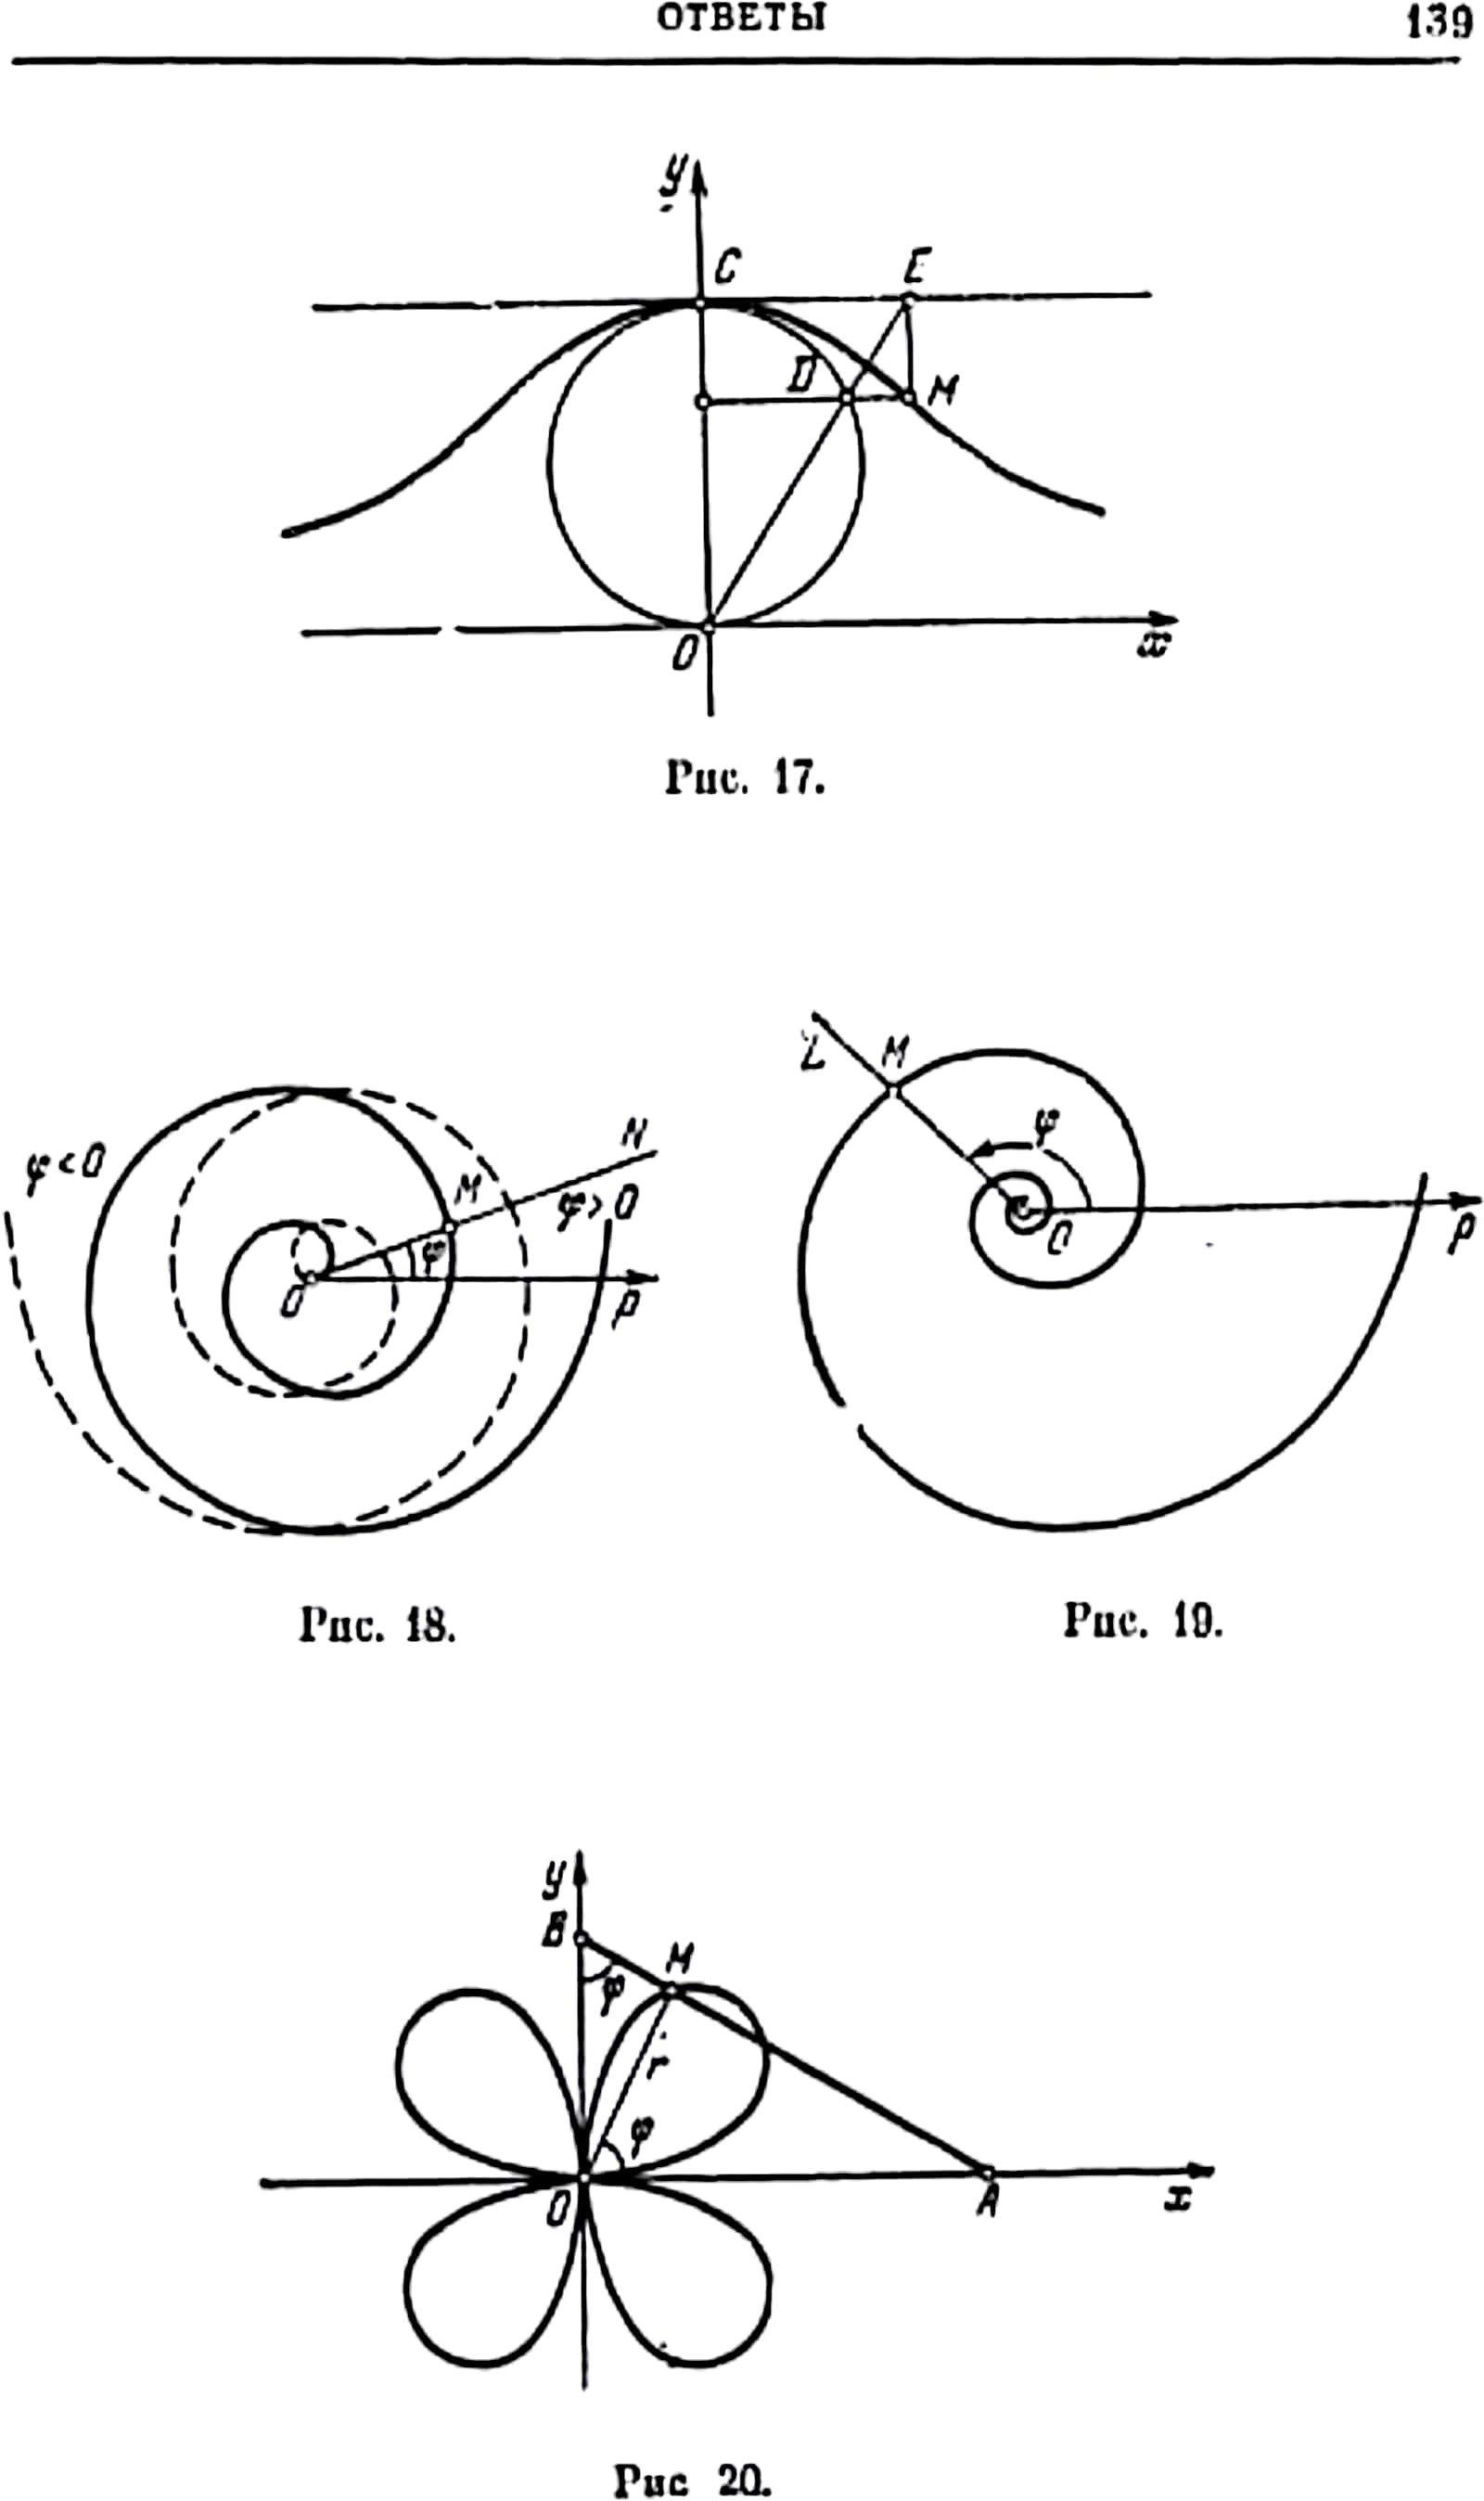 ОТВЕТЫ 139
y
C E
D M
O x
Рис. 17.
L M
φ
N
φ<0 M φ>0
φ
O ρ
O ρ
Рис. 18. Рис. 19.
y
B M
φ
r
φ
O A x
Рис 20.